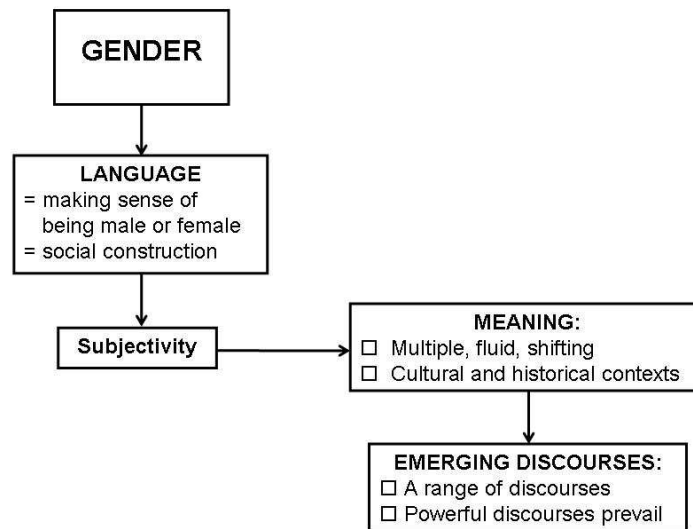 GENDER
LANGUAGE
= making sense of
being male or female
= social construction
Subjectivity
MEANING:
□ Multiple, fluid, shifting
□ Cultural and historical contexts
EMERGING DISCOURSES:
□ A range of discourses
□ Powerful discourses prevail